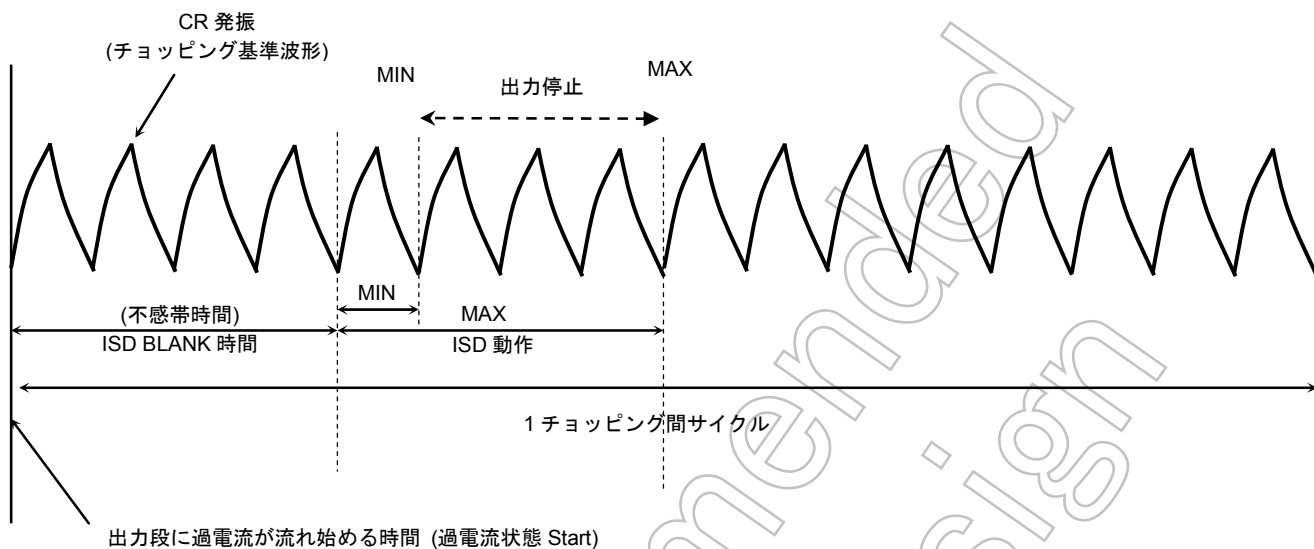 CR 発振
(チョッピング基準波形)
MIN
出力停止
MAX
MIN
(不感帯時間)
MAX
ISD BLANK 時間
ISD 動作
1 チョッピング間サイクル
出力段に過電流が流れ始める時間 (過電流状態 Start)
mmended
sign